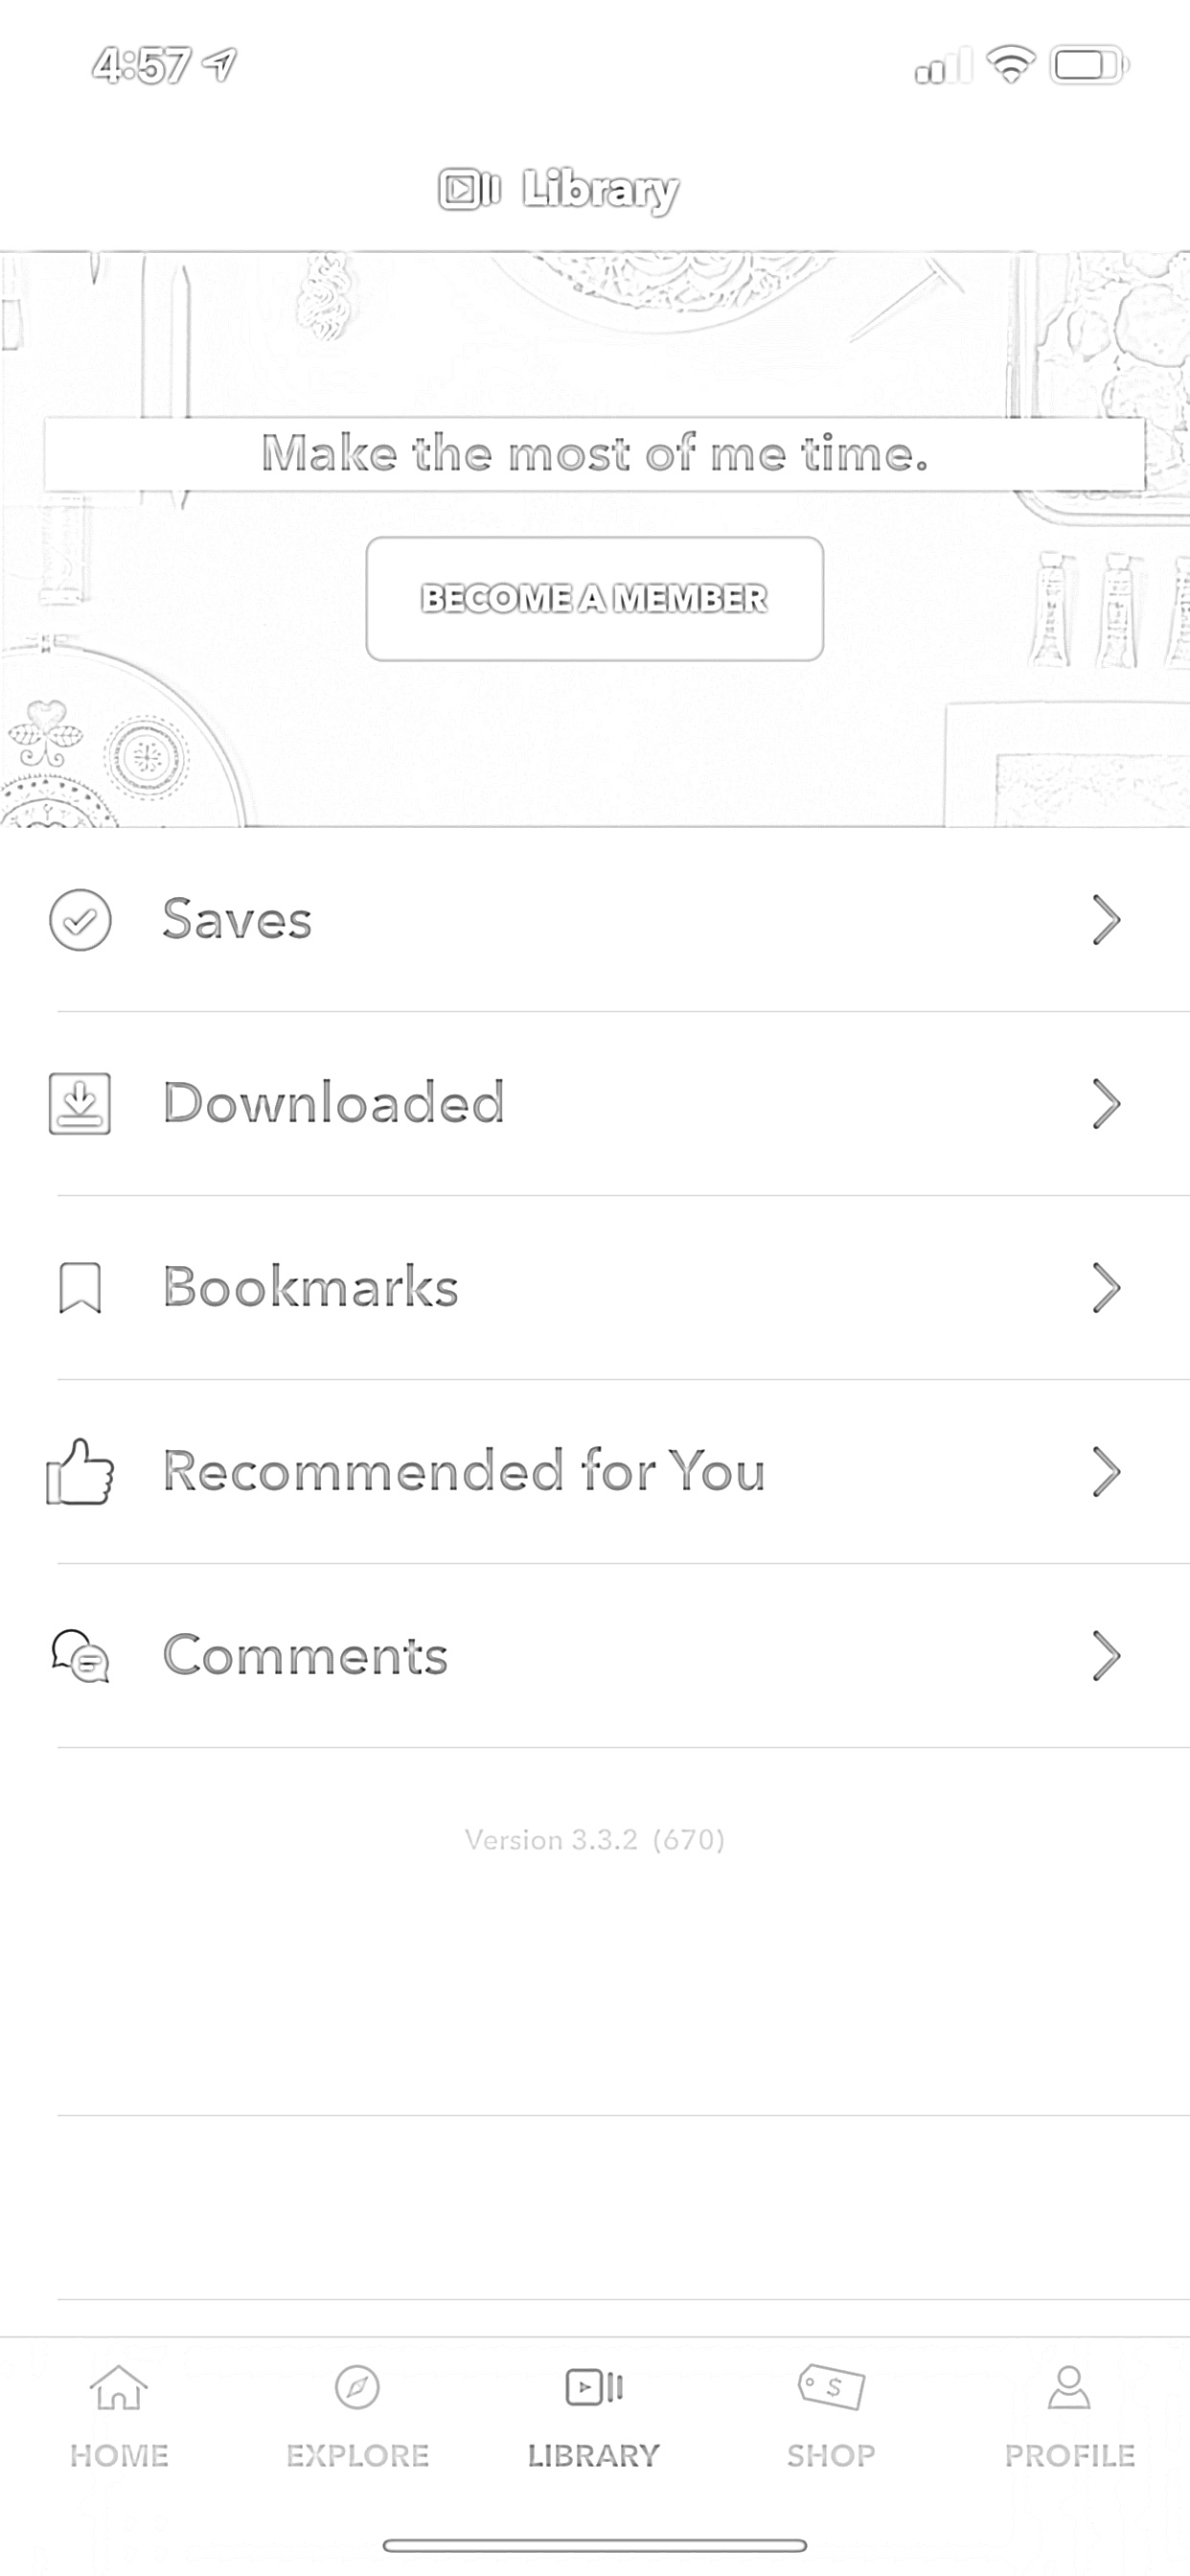 4:57
Library
Make the most of me time.
BECOME A MEMBER
Saves
Downloaded
Bookmarks
Recommended for You
Comments
Version 3.3.2 (670)
HOME EXPLORE LIBRARY SHOP PROFILE